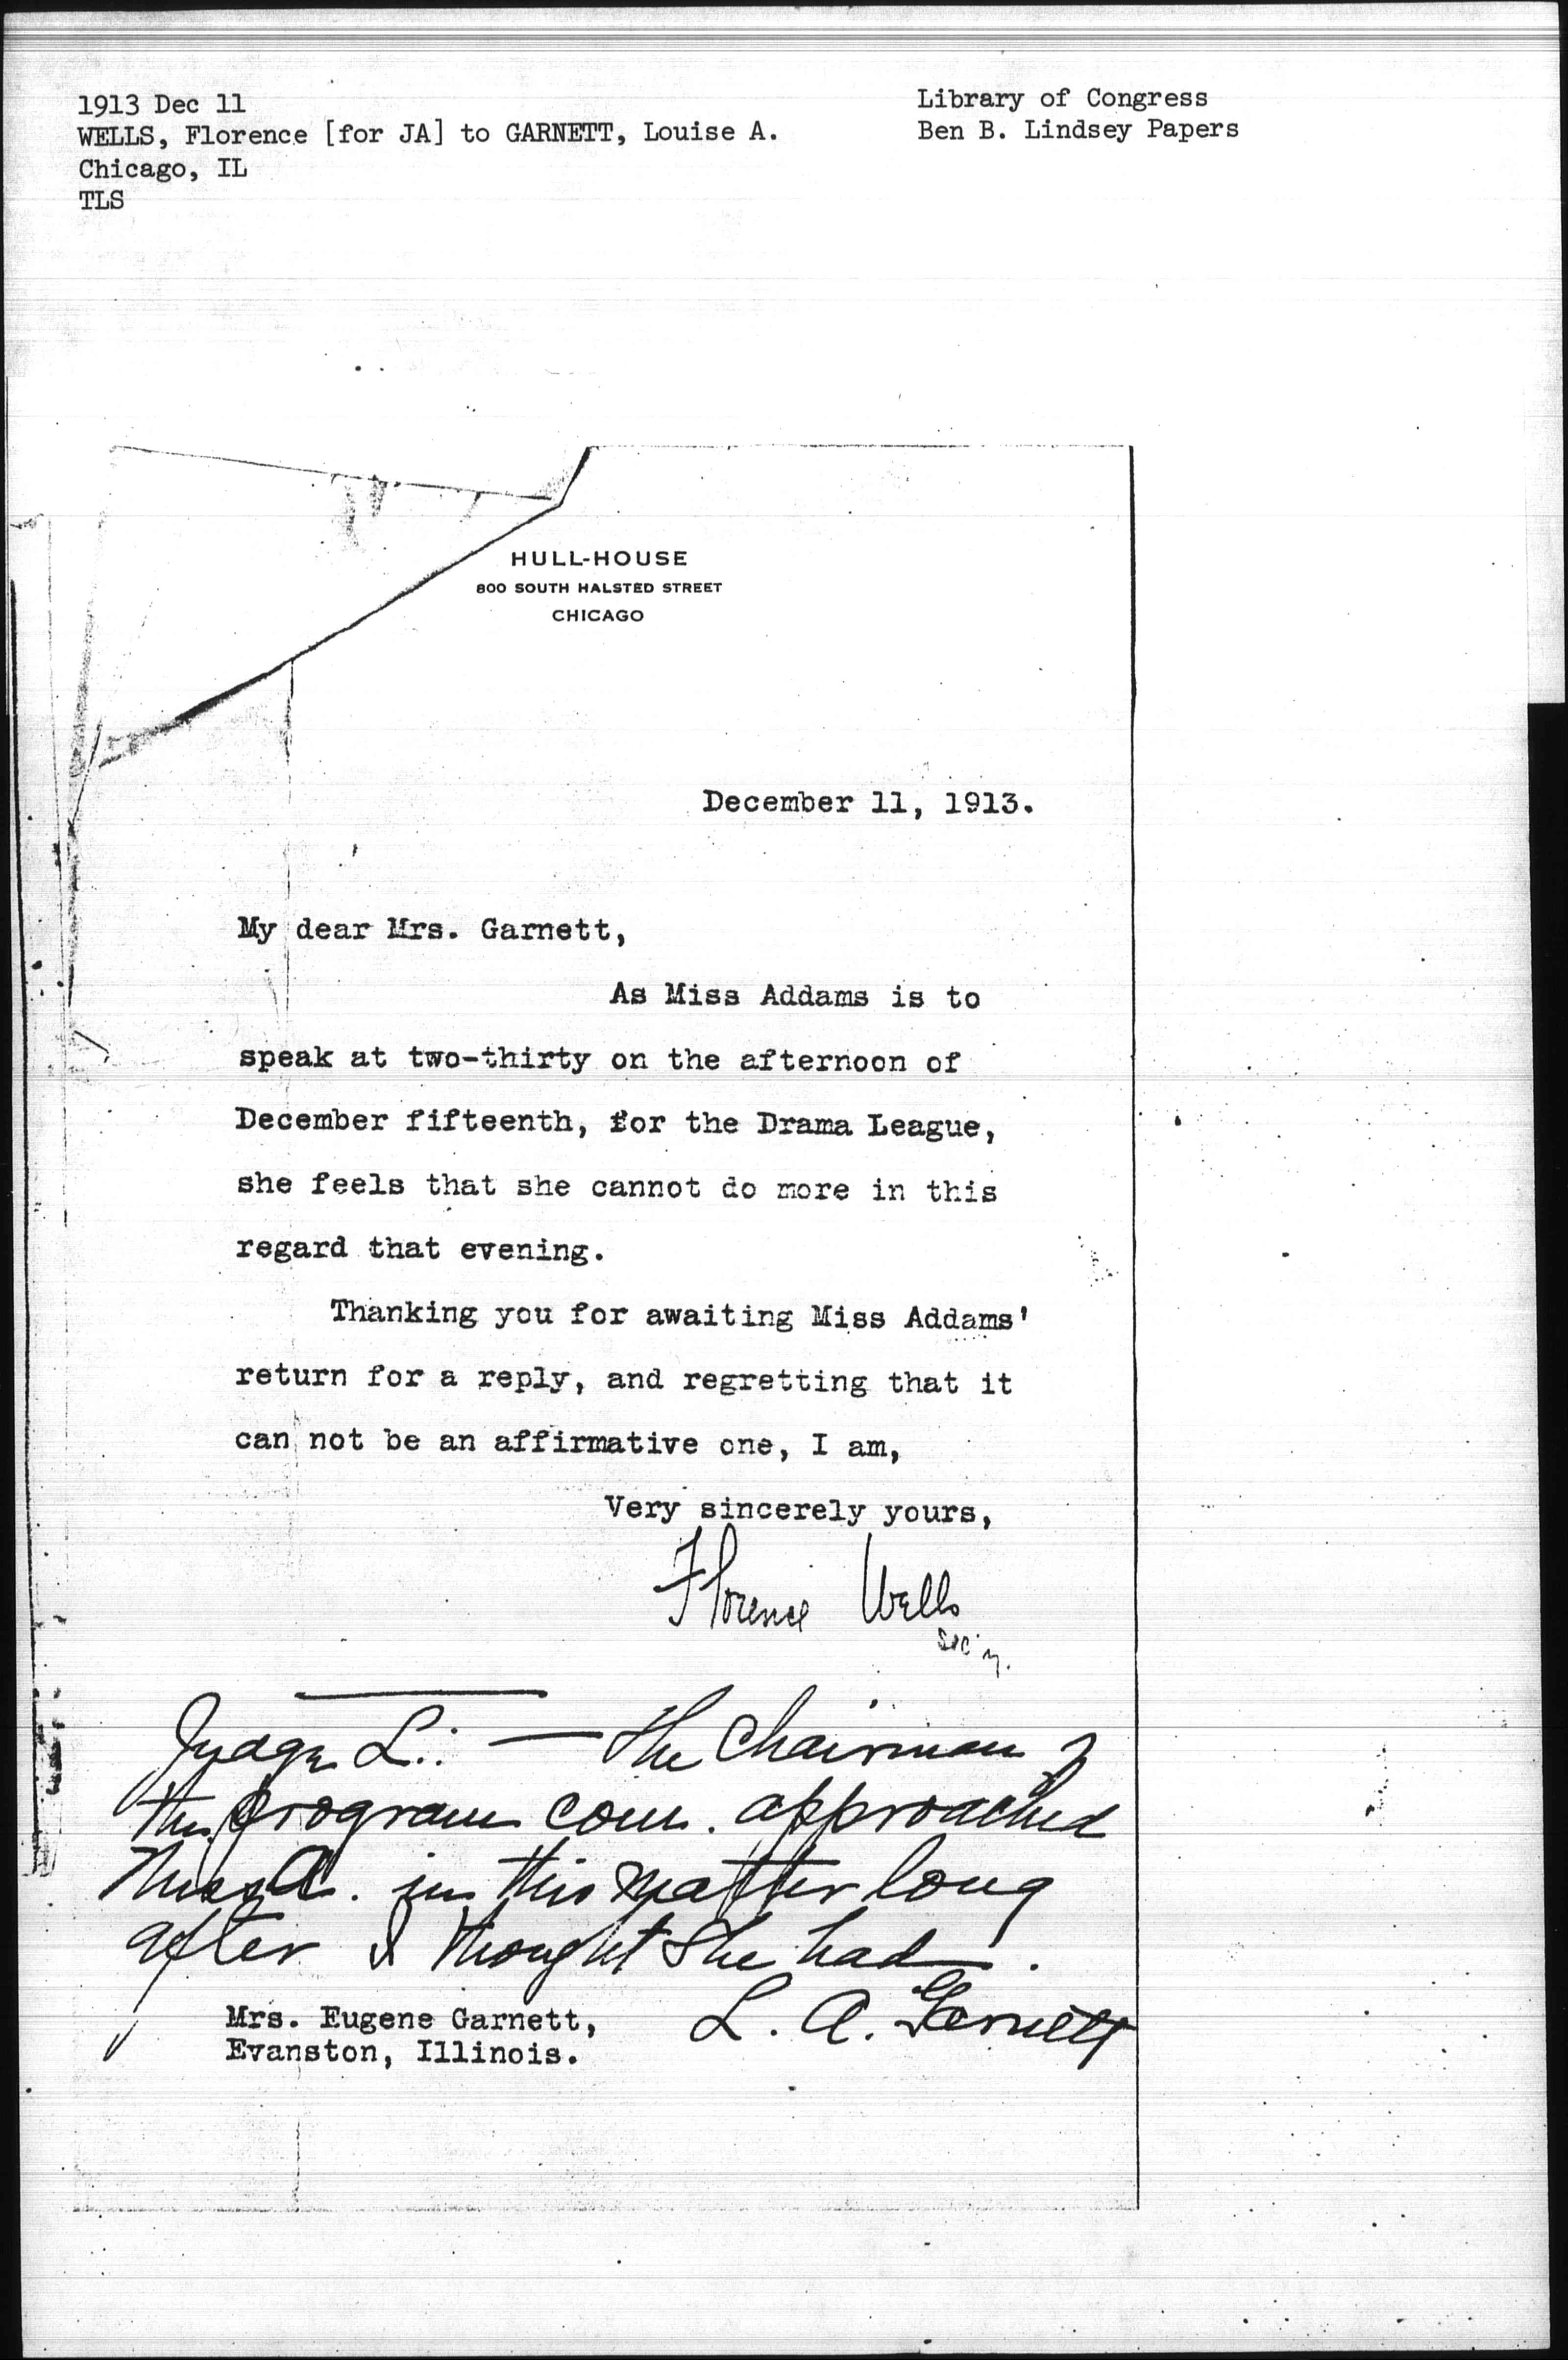 1913 Dec 11
WELLS, Florence [for JA] to GARNETT, Louise A.
Chicago, IL
TLS
Library of Congress
Ben B. Lindsey Papers
HULL-HOUSE
800 SOUTH HALSTED STREET
CHICAGO
December 11, 1913.
My dear Mrs. Garnett,
As Miss Addams is to
speak at two-thirty on the afternoon of
December fifteenth, for the Drama League,
she feels that she cannot do more in this
regard that evening.
Thanking you for awaiting Miss Addams'
return for a reply, and regretting that it
can not be an affirmative one, I am,
Very sincerely yours,
Florence Wells
Sec'y.
Judge L: — The Chairman of
the program com. approached
Miss A. in this matter long
after I thought she had.
L. A. Garnett
Mrs. Eugene Garnett,
Evanston, Illinois.